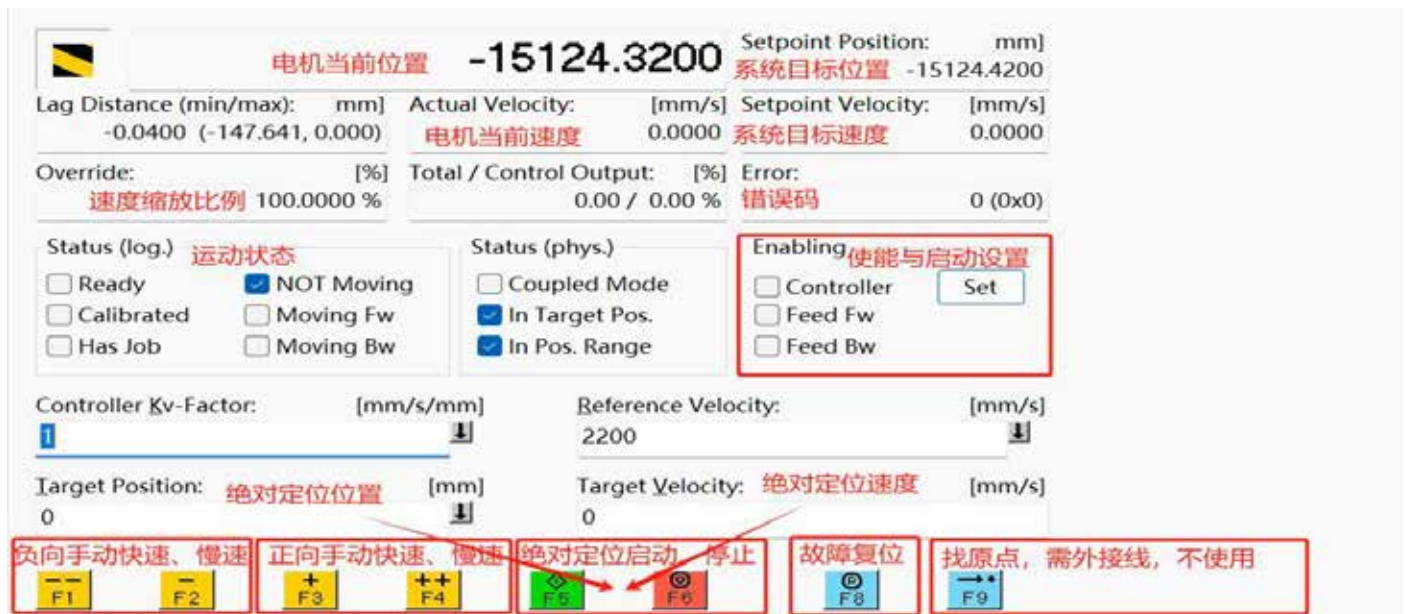 电机当前位置 -15124.3200 Setpoint Position: mm]
系统目标位置 -15124.4200
Lag Distance (min/max): mm] Actual Velocity: [mm/s] Setpoint Velocity: [mm/s]
-0.0400 (-147.641, 0.000) 电机当前速度 0.0000 系统目标速度 0.0000
Override: [%] Total / Control Output: [%] Error:
速度缩放比例 100.0000 % 0.00 / 0.00 % 错误码 0 (0x0)
Status (log.) 运动状态 Status (phys.) Enabling 使能与启动设置
Ready NOT Moving Coupled Mode Controller Set
Calibrated Moving Fw In Target Pos. Feed Fw
Has Job Moving Bw In Pos. Range Feed Bw
Controller Kv-Factor: [mm/s/mm] Reference Velocity: [mm/s]
1 2200
Target Position: 绝对定位位置 [mm] Target Velocity: 绝对定位速度 [mm/s]
0 0
负向手动快速、慢速 正向手动快速、慢速 绝对定位启动 停止 故障复位 找原点，需外接线，不使用
-- - + ++ R
F1 F2 F3 F4 F5 F6 F8 F9